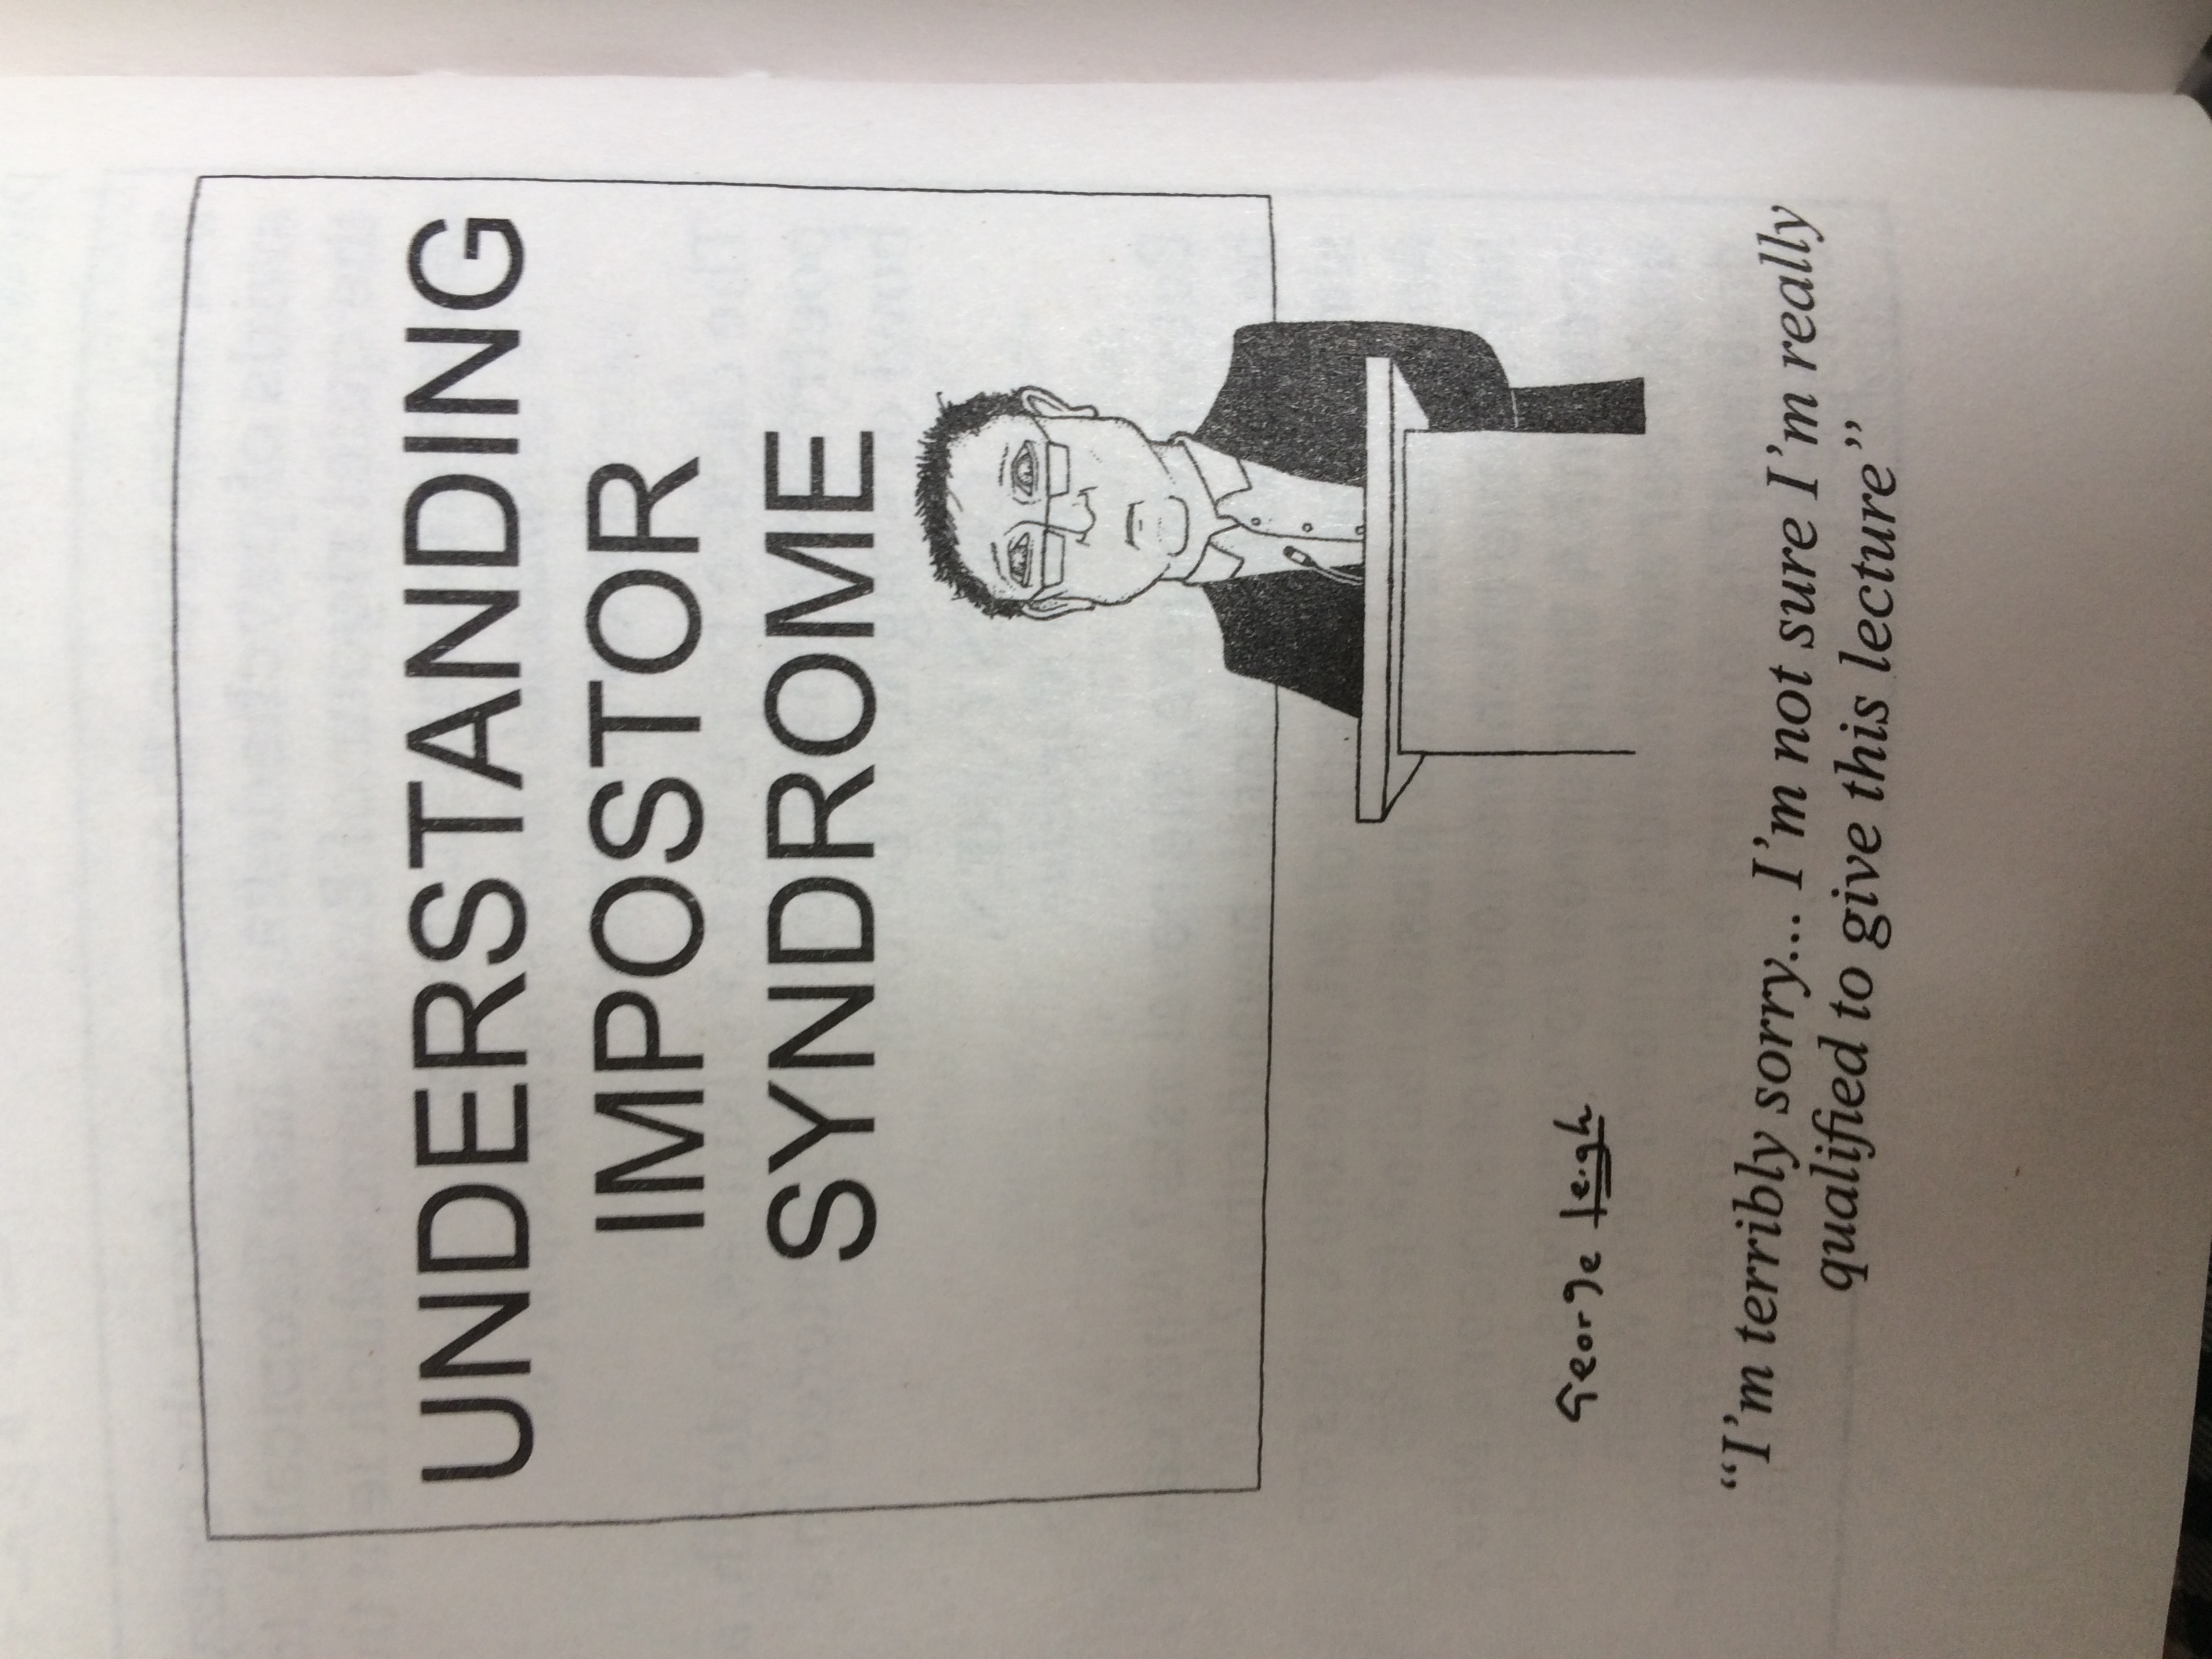 UNDERSTANDING
IMPOSTOR
SYNDROME
George Leigh
“I’m terribly sorry... I’m not sure I’m really
qualified to give this lecture”